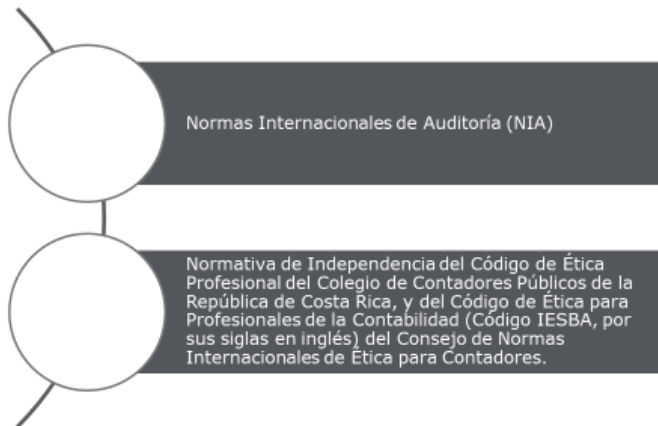 Normas Internacionales de Auditoría (NIA)
Normativa de Independencia del Código de Ética
Profesional del Colegio de Contadores Públicos de la
República de Costa Rica, y del Código de Ética para
Profesionales de la Contabilidad (Código IESBA, por
sus siglas en inglés) del Consejo de Normas
Internacionales de Ética para Contadores.